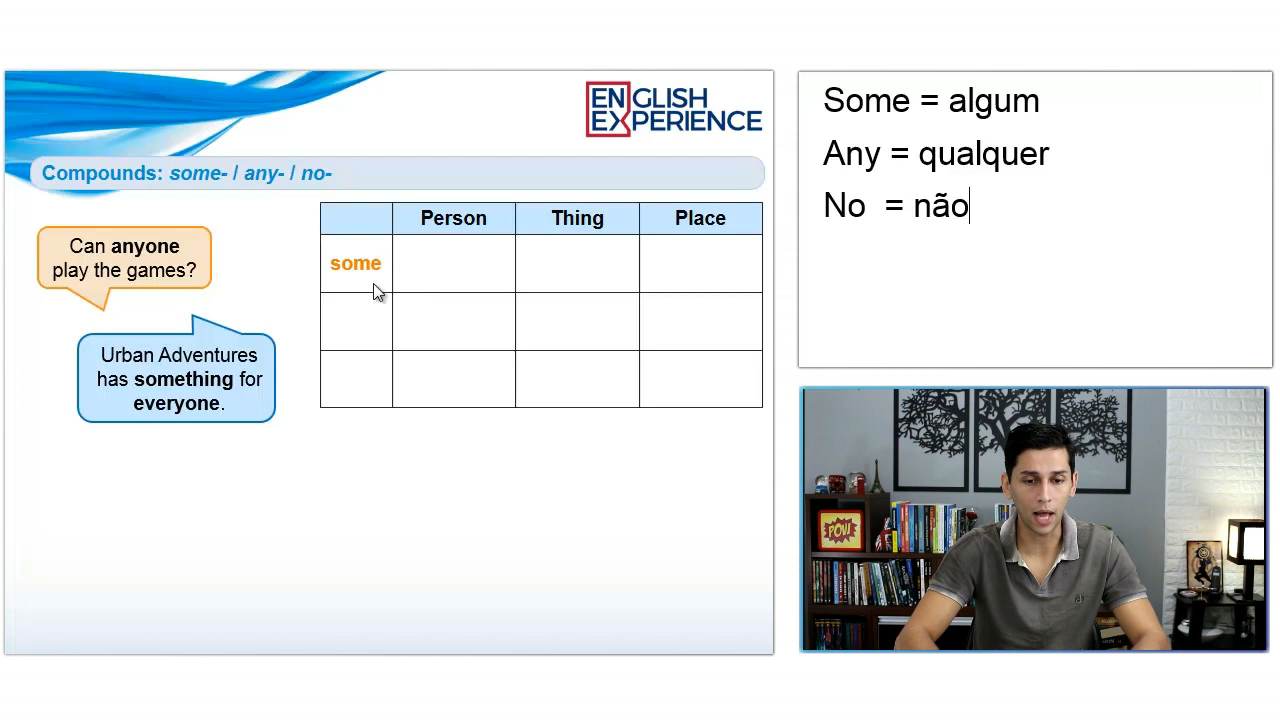 ENGLISH
EXPERIENCE
Compounds: some- / any- / no-
Can anyone
play the games?
Urban Adventures
has something for
everyone.
Person Thing Place
some
Some = algum
Any = qualquer
No = não
POW!